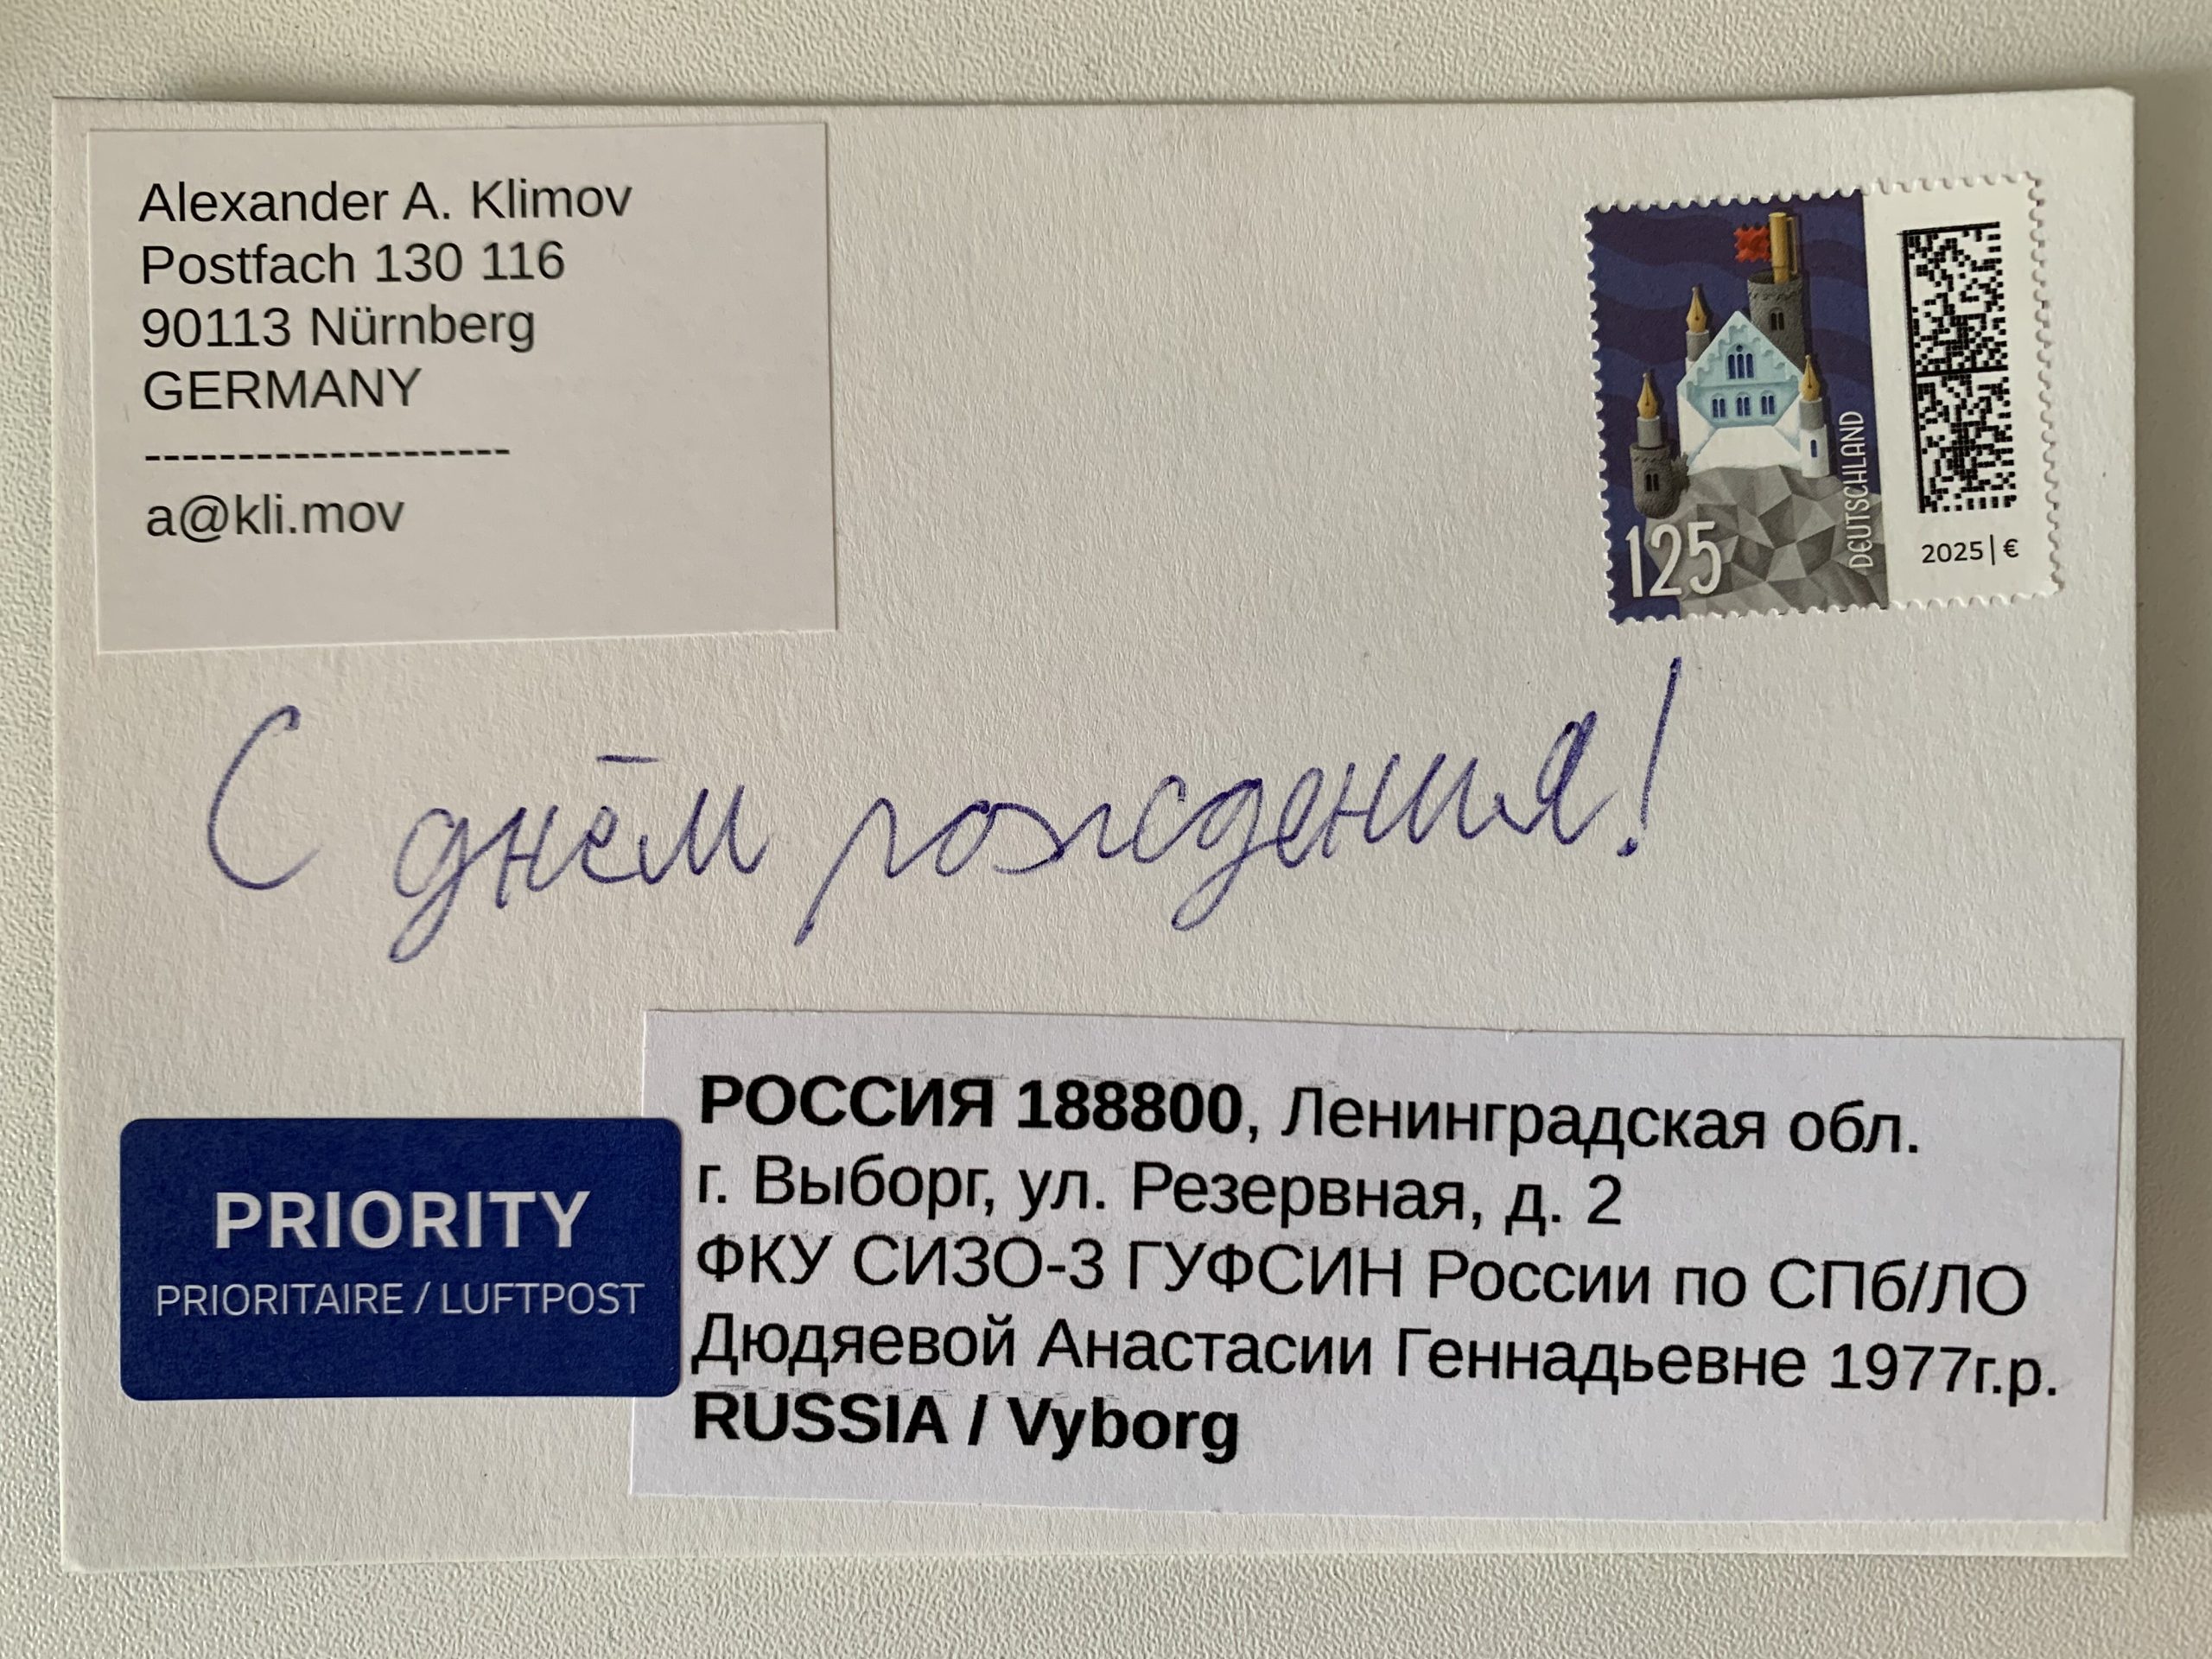 Alexander A. Klimov
Postfach 130 116
90113 Nürnberg
GERMANY
--------------------
a@kli.mov
125
DEUTSCHLAND
2025|€
С днём рождения!
PRIORITY
PRIORITAIRE / LUFTPOST
РОССИЯ 188800, Ленинградская обл.
г. Выборг, ул. Резервная, д. 2
ФКУ СИЗО-3 ГУФСИН России по СПб/ЛО
Дюдяевой Анастасии Геннадьевне 1977г.р.
RUSSIA / Vyborg